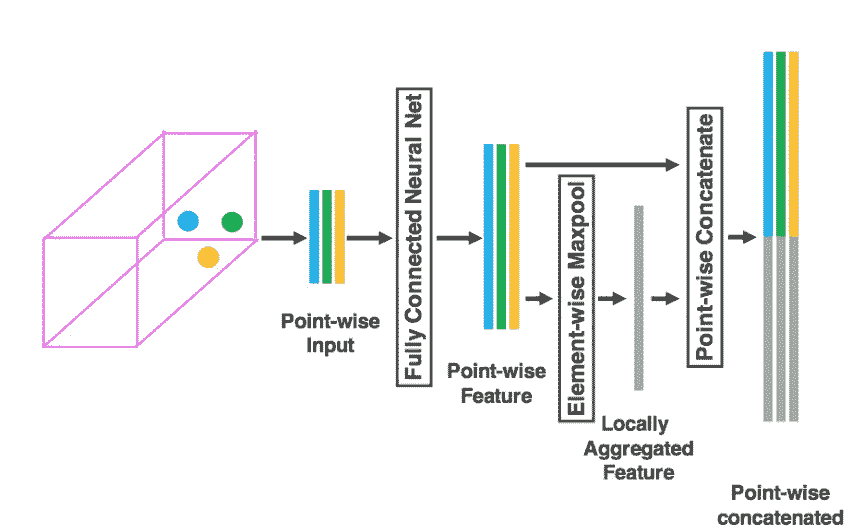 Point-wise
Input
Fully Connected Neural Net
Point-wise
Feature
Element-wise Maxpool
Locally
Aggregated
Feature
Point-wise Concatenate
Point-wise
concatenated